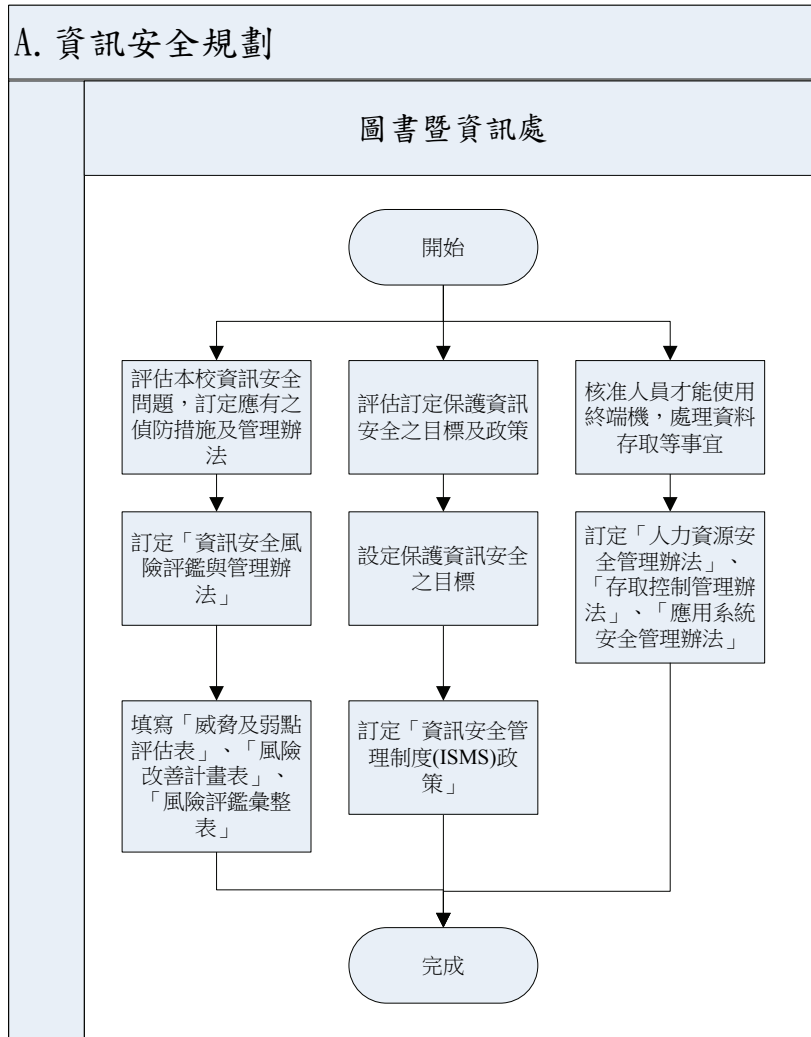 A. 資訊安全規劃
圖書暨資訊處
開始
評估本校資訊安全
問題，訂定應有之
偵防措施及管理辦
法
評估訂定保護資訊
安全之目標及政策
核准人員才能使用
終端機，處理資料
存取等事宜
訂定「資訊安全風
險評鑑與管理辦
法」
設定保護資訊安全
之目標
訂定「人力資源安
全管理辦法」、
「存取控制管理辦
法」、「應用系統
安全管理辦法」
填寫「威脅及弱點
評估表」、「風險
改善計畫表」、
「風險評鑑彙整
表」
訂定「資訊安全管
理制度(ISMS)政
策」
完成